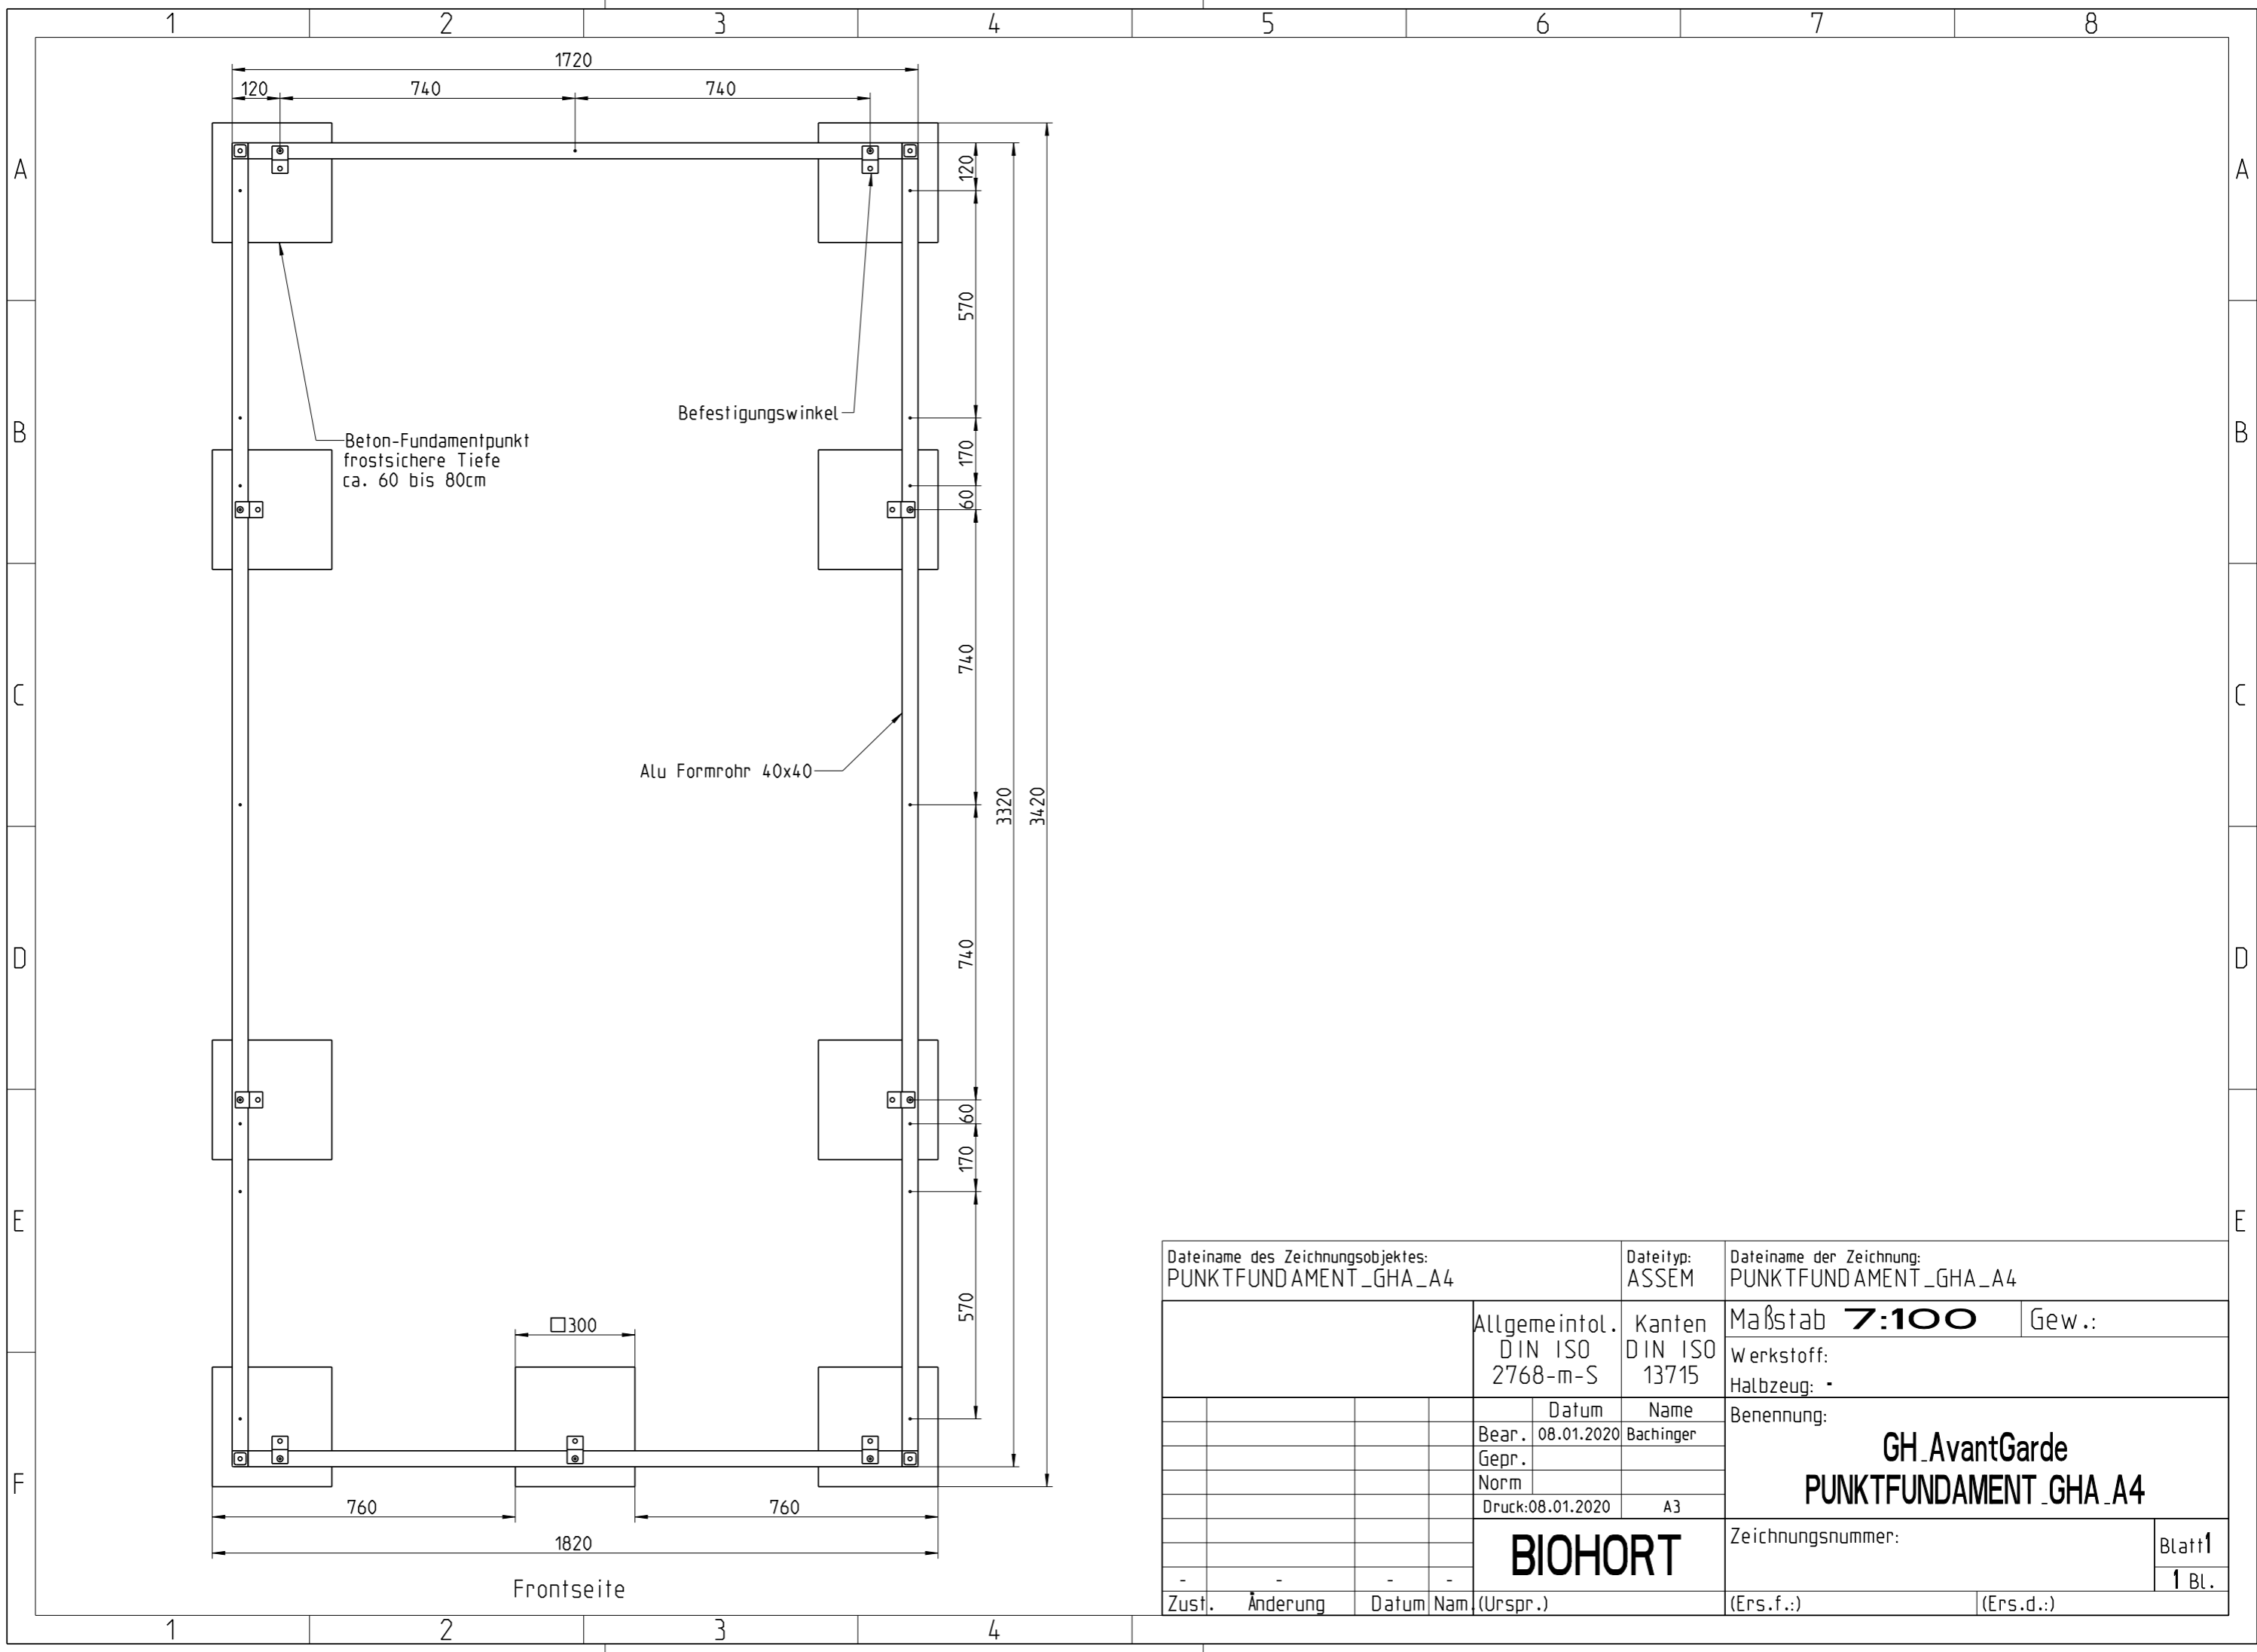 1 2 3 4 5 6 7 8
A A
B B
C C
D D
E E
F
1 2 3 4
1720
120 740 740
120
570
170
60
740
740
60
170
570
3320
3420
Befestigungswinkel
Beton-Fundamentpunkt
frostsichere Tiefe
ca. 60 bis 80cm
Alu Formrohr 40x40
□300
760 760
1820
Frontseite
Dateiname des Zeichnungsobjektes:
PUNKTFUNDAMENT_GHA_A4
Dateityp:
ASSEM
Dateiname der Zeichnung:
PUNKTFUNDAMENT_GHA_A4
Allgemeintol.
DIN ISO
2768-m-S
Kanten
DIN ISO
13715
Maßstab 7:100
Gew.:
Werkstoff:
Halbzeug: -
Datum Name
Bear. 08.01.2020 Bachinger
Gepr.
Norm
Druck:08.01.2020 A3
Benennung:
GH_AvantGarde
PUNKTFUNDAMENT_GHA_A4
BIOHORT
Zeichnungsnummer:
Blatt1
1 Bl.
- - - -
Zust. Änderung Datum Nam. (Urspr.) (Ers.f.:) (Ers.d.:)